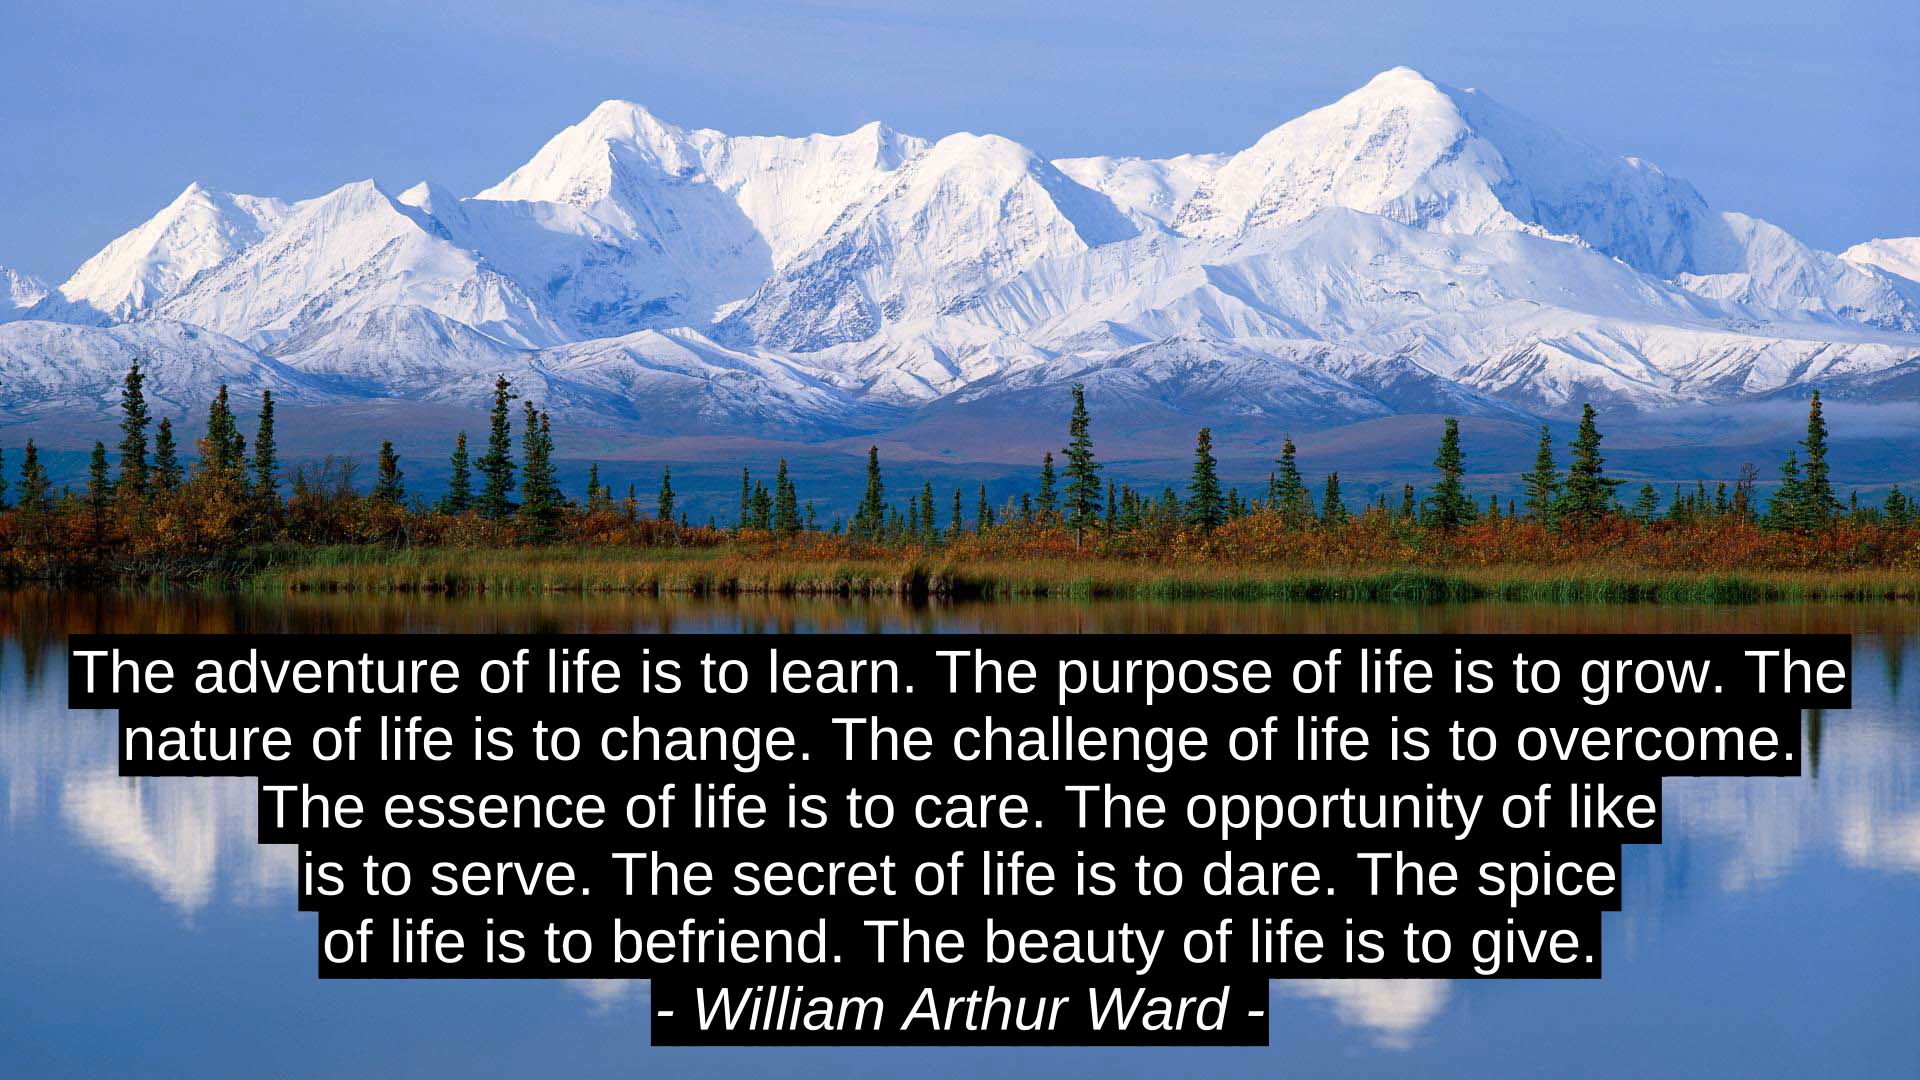 The adventure of life is to learn. The purpose of life is to grow. The
nature of life is to change. The challenge of life is to overcome.
The essence of life is to care. The opportunity of like
is to serve. The secret of life is to dare. The spice
of life is to befriend. The beauty of life is to give.
- William Arthur Ward -